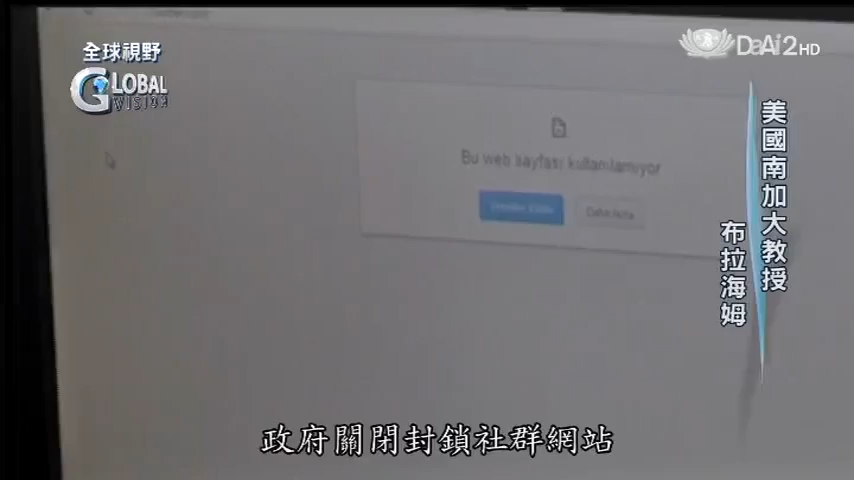 全球視野
GLOBAL
VISION
DaAi2HD
Bu web sayfası kullanılamıyor
美國南加大教授
布拉海姆
政府關閉封鎖社群網站